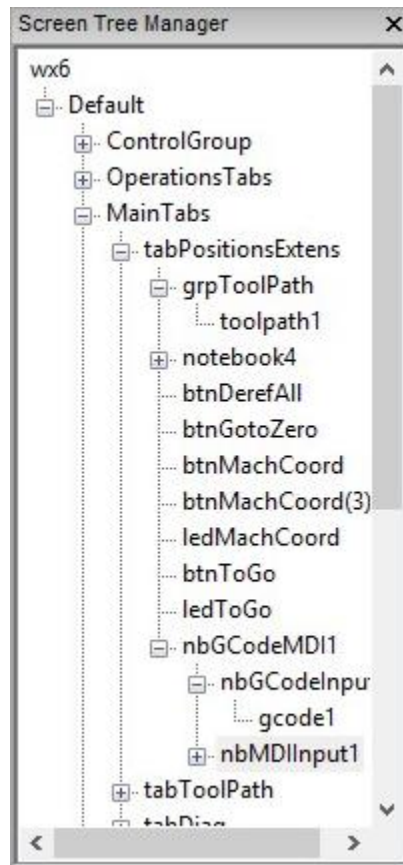 Screen Tree Manager
wx6
Default
ControlGroup
OperationsTabs
MainTabs
tabPositionsExtens
grpToolPath
toolpath1
notebook4
btnDerefAll
btnGotoZero
btnMachCoord
btnMachCoord(3)
ledMachCoord
btnToGo
ledToGo
nbGCodeMDI1
nbGCodeInpu
gcode1
nbMDIInput1
tabToolPath
tabDiag